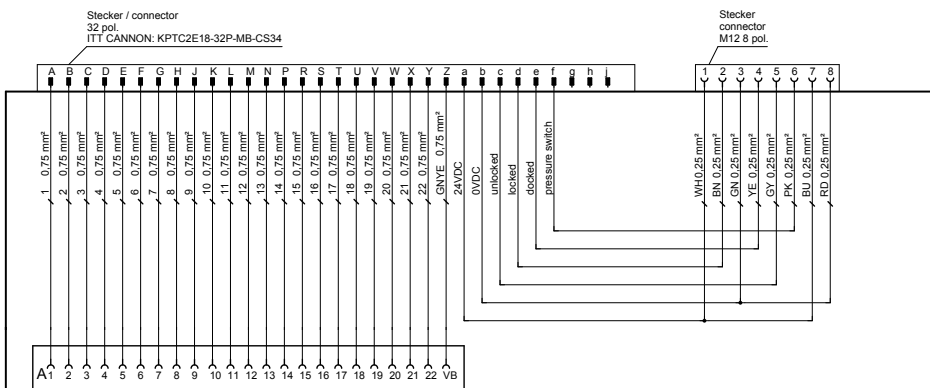 Stecker / connector
32 pol.
ITT CANNON: KPTC2E18-32P-MB-CS34
Stecker
connector
M12 8 pol.
A B C D E F G H J K L M N P R S T U V W X Y Z a b c d e f g h i
1 2 3 4 5 6 7 8
1 0,75 mm²
2 0,75 mm²
3 0,75 mm²
4 0,75 mm²
5 0,75 mm²
6 0,75 mm²
7 0,75 mm²
8 0,75 mm²
9 0,75 mm²
10 0,75 mm²
11 0,75 mm²
12 0,75 mm²
13 0,75 mm²
14 0,75 mm²
15 0,75 mm²
16 0,75 mm²
17 0,75 mm²
18 0,75 mm²
19 0,75 mm²
20 0,75 mm²
21 0,75 mm²
22 0,75 mm²
GNYE 0,75 mm²
24VDC
0VDC
unlocked
locked
docked
pressure switch
WH 0,25 mm²
BN 0,25 mm²
GN 0,25 mm²
YE 0,25 mm²
GY 0,25 mm²
PK 0,25 mm²
BU 0,25 mm²
RD 0,25 mm²
A 1 2 3 4 5 6 7 8 9 10 11 12 13 14 15 16 17 18 19 20 21 22 VB